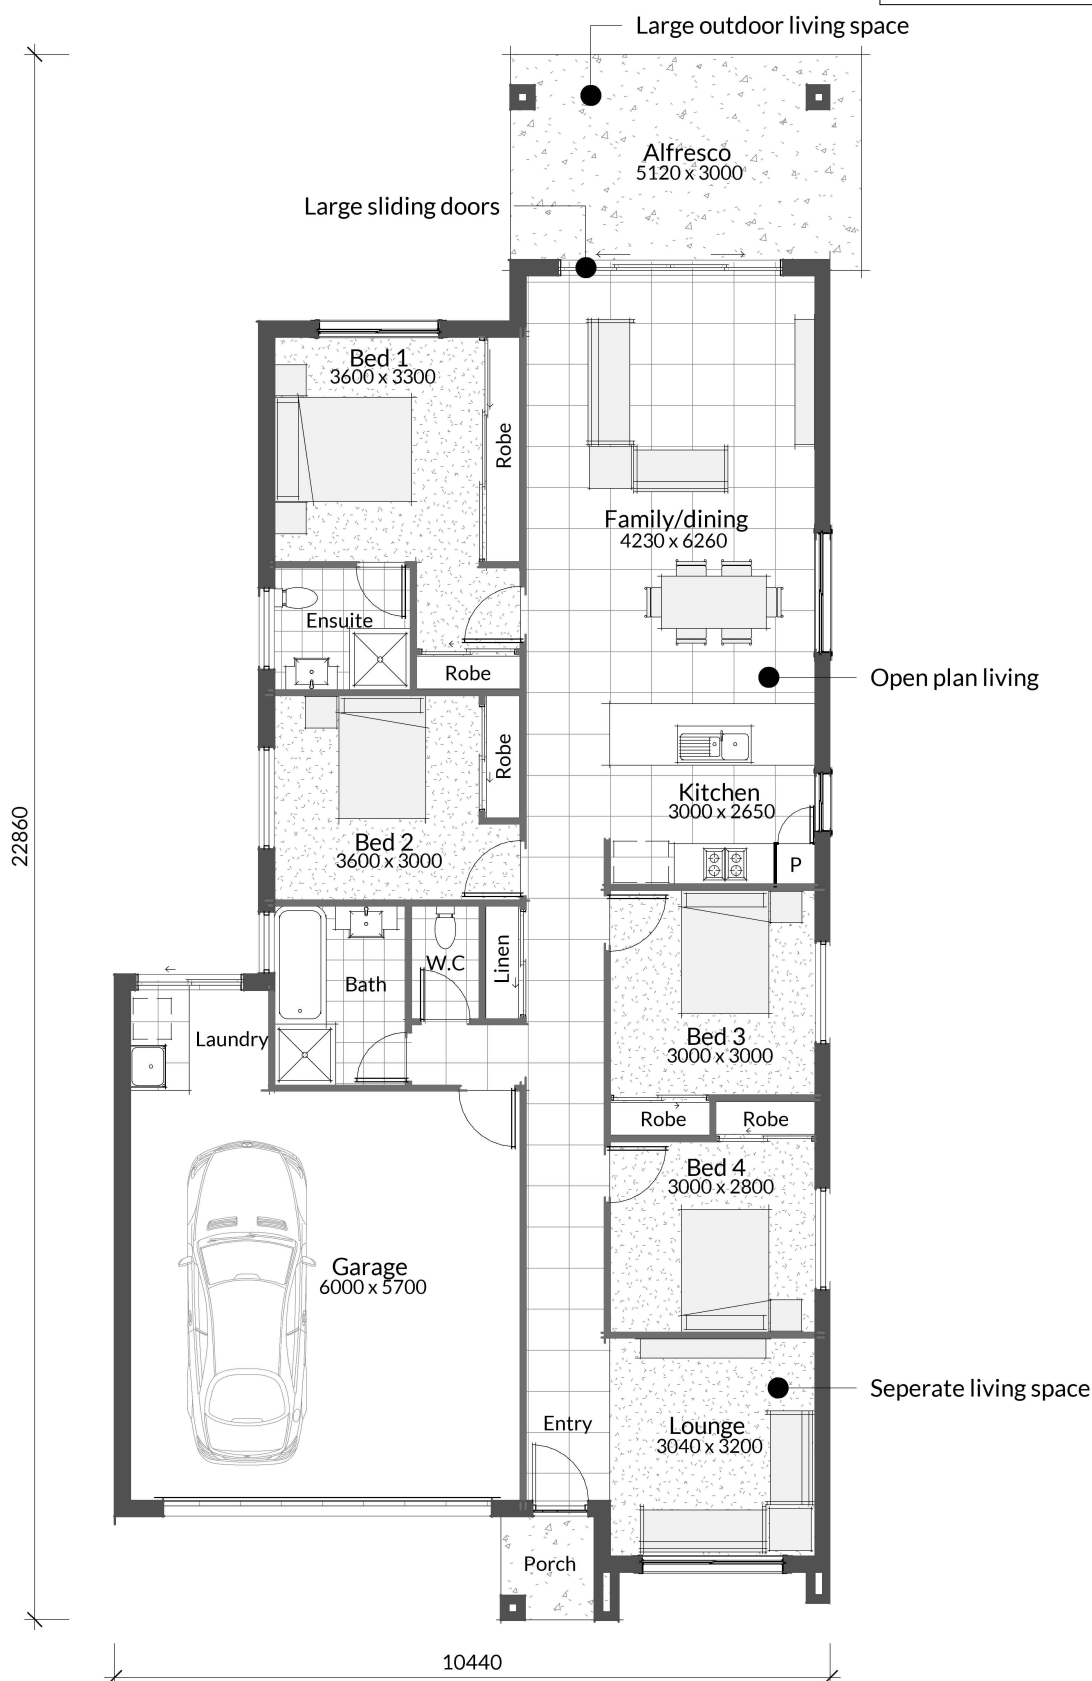 Large outdoor living space
Alfresco
5120 x 3000
Large sliding doors
Bed 1
3600 x 3300
Robe
Family/dining
4230 x 6260
Ensuite
Robe
Open plan living
Robe
Kitchen
3000 x 2650
Bed 2
3600 x 3000
P
22860
Linen
W.C
Bath
Laundry
Bed 3
3000 x 3000
Robe
Robe
Bed 4
3000 x 2800
Garage
6000 x 5700
Seperate living space
Entry
Lounge
3040 x 3200
Porch
10440